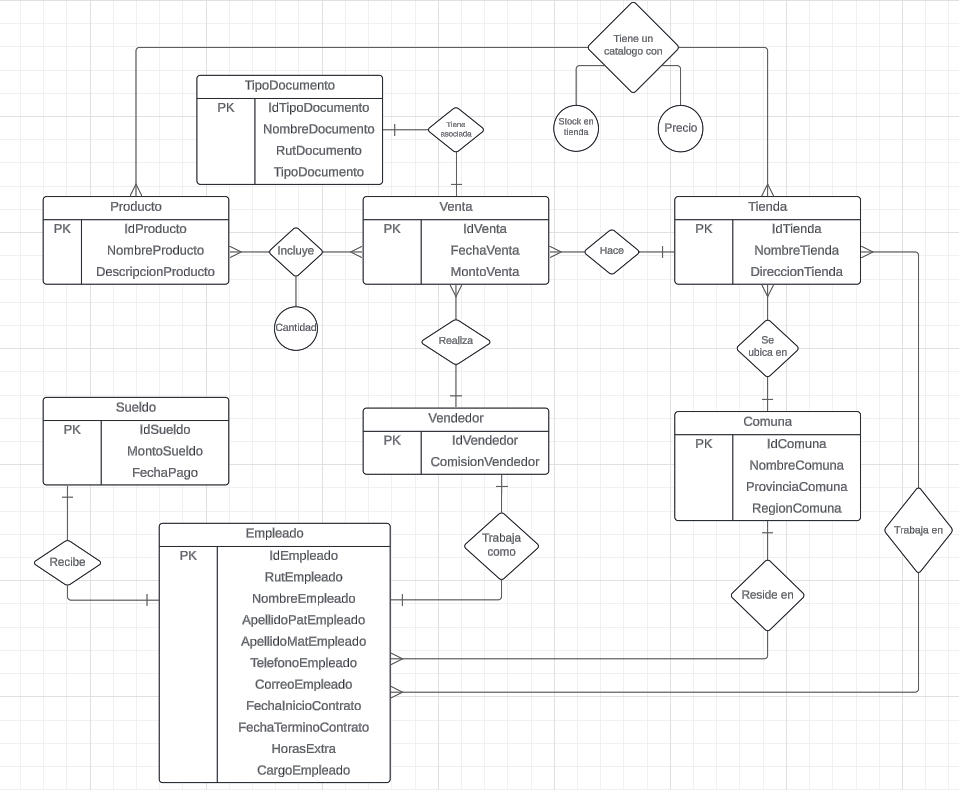 Tiene un
catalogo con
Stock en
tienda
Precio
TipoDocumento
PK
IdTipoDocumento
NombreDocumento
RutDocumento
TipoDocumento
Tiene
asociada
Producto
PK
IdProducto
NombreProducto
DescripcionProducto
Incluye
Cantidad
Venta
PK
IdVenta
FechaVenta
MontoVenta
Hace
Tienda
PK
IdTienda
NombreTienda
DireccionTienda
Realiza
Se
ubica en
Sueldo
PK
IdSueldo
MontoSueldo
FechaPago
Vendedor
PK
IdVendedor
ComisionVendedor
Comuna
PK
IdComuna
NombreComuna
ProvinciaComuna
RegionComuna
Trabaja en
Recibe
Trabaja
como
Reside en
Empleado
PK
IdEmpleado
RutEmpleado
NombreEmpleado
ApellidoPatEmpleado
ApellidoMatEmpleado
TelefonoEmpleado
CorreoEmpleado
FechaInicioContrato
FechaTerminoContrato
HorasExtra
CargoEmpleado